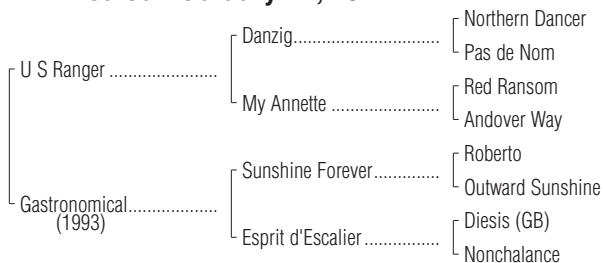 Northern Dancer
Danzig..............................
Pas de Nom
U S Ranger ......................
Red Ransom
My Annette ......................
Andover Way
Roberto
Sunshine Forever..............
Outward Sunshine
Gastronomical...................
(1993)
Diesis (GB)
Esprit d'Escalier ................
Nonchalance